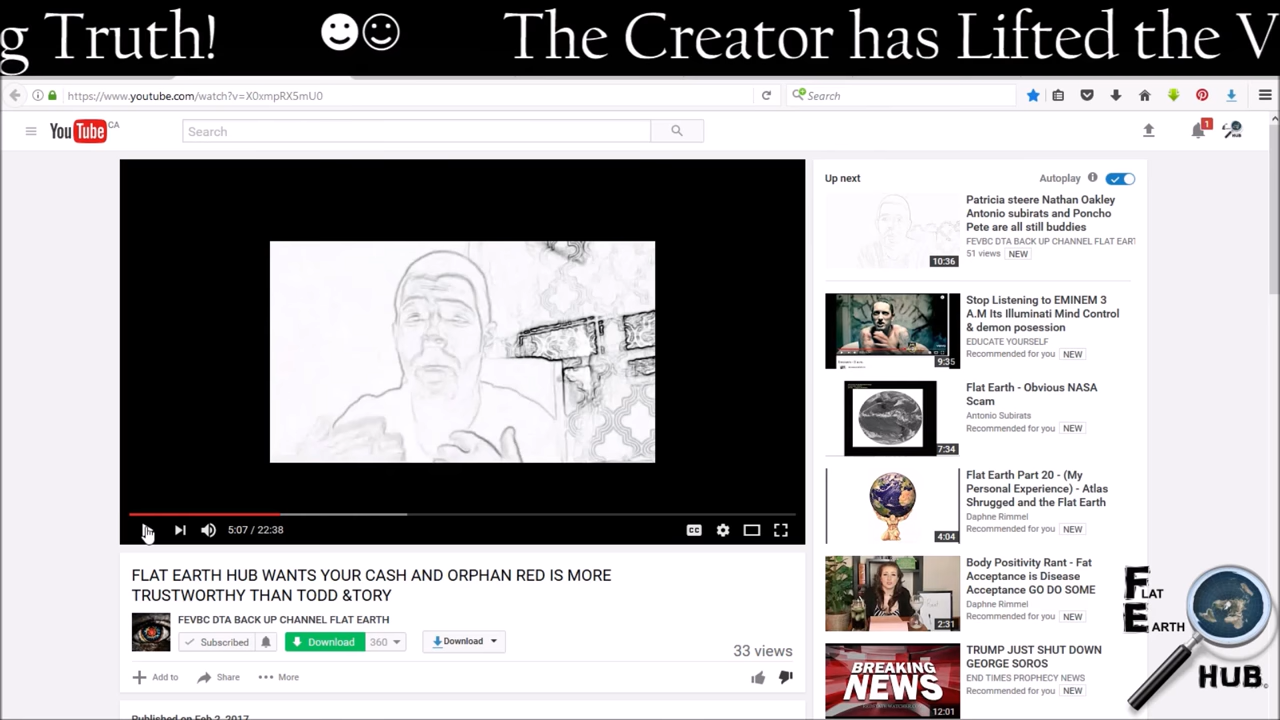 g Truth! ☻☺ The Creator has Lifted the V
https://www.youtube.com/watch?v=X0xmpRX5mU0
Search
YouTube CA
Search
1
5:07 / 22:38
CC
FLAT EARTH HUB WANTS YOUR CASH AND ORPHAN RED IS MORE
TRUSTWORTHY THAN TODD &TORY
FEVBC DTA BACK UP CHANNEL FLAT EARTH
Subscribed
Download 360
Download
33 views
Add to
Share
More
Published on Feb 2, 2017
Up next
Autoplay
Patricia steere Nathan Oakley
Antonio subirats and Poncho
Pete are all still buddies
FEVBC DTA BACK UP CHANNEL FLAT EART
51 views NEW
10:36
Stop Listening to EMINEM 3
A.M Its Illuminati Mind Control
& demon posession
EDUCATE YOURSELF
Recommended for you NEW
9:35
Flat Earth - Obvious NASA
Scam
Antonio Subirats
Recommended for you NEW
7:34
Flat Earth Part 20 - (My
Personal Experience) - Atlas
Shrugged and the Flat Earth
Daphne Rimmel
Recommended for you NEW
4:04
Body Positivity Rant - Fat
Acceptance is Disease
Acceptance GO DO SOME
Daphne Rimmel
Recommended for you NEW
2:31
TRUMP JUST SHUT DOWN
GEORGE SOROS
END TIMES PROPHECY NEWS
Recommended for you NEW
BREAKING
NEWS
12:01
FLAT
EARTH
HUB